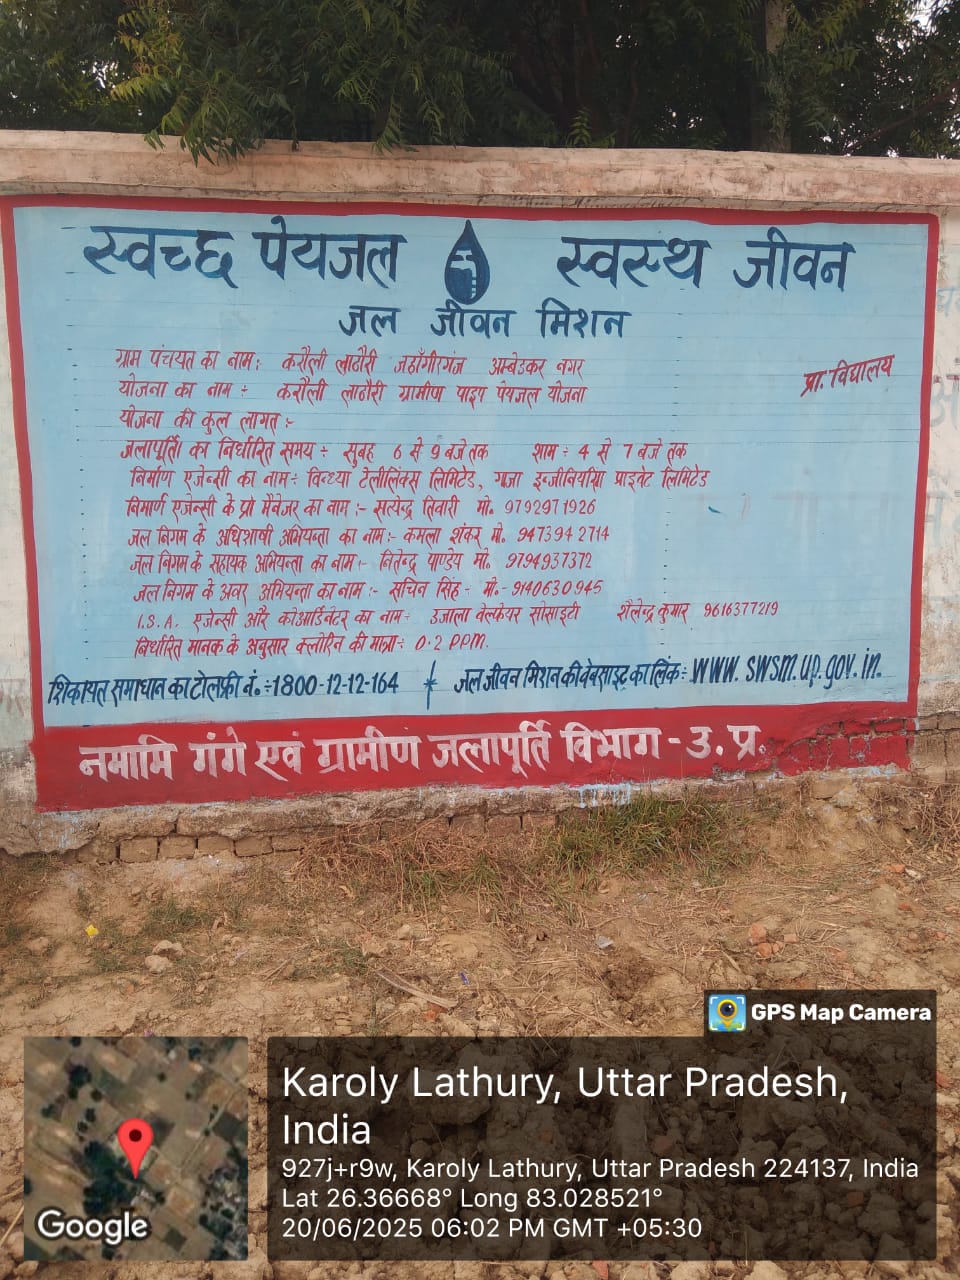 स्वच्छ पेयजल स्वस्थ जीवन
जल जीवन मिशन
ग्राम पंचयत का नाम: करौली लाठौरी जहाँगीरगंज अम्बेडकर नगर
प्रा. विद्यालय
योजना का नाम :- करौली लाठौरी ग्रामीण पाइप पेयजल योजना
योजना की कुल लागत :-
जलापूर्ति का निर्धारित समय :- सुबह 6 से 9 बजे तक शाम :- 4 से 7 बजे तक
निर्माण एजेन्सी का नाम :- विन्ध्या टेलीलिंक्स लिमिटेड, गाजा इन्जीनियरिंग प्राइवेट लिमिटेड
निमार्ण एजेन्सी के प्रो मैनेजर का नाम :- सत्येन्द्र तिवारी मो. 9792971926
जल निगम के अधिशाषी अभियन्ता का नाम :- कमला शंकर मो. 9473942714
जल निगम के सहायक अभियन्ता का नाम :- नितेन्द्र पाण्डेय मो. 9794937372
जल निगम के अवर अभियन्ता का नाम :- सचिन सिंह - मो.- 9140630945
I.S.A. एजेन्सी और कोआर्डिनेटर का नाम :- उजाला वेलफेयर सोसाइटी शैलेन्द्र कुमार 9616377219
निर्धारित मानक के अनुसार क्लोरिन की मात्रा :- 0.2 PPM.
शिकायत समाधान का टोल फ्री नं. :- 1800-12-12-164 जल जीवन मिशन की वेबसाइट का लिंक :- www.swsm.up.gov.in.
नमामि गंगे एवं ग्रामीण जलापूर्ति विभाग - उ. प्र.
GPS Map Camera
Karoly Lathury, Uttar Pradesh,
India
927j+r9w, Karoly Lathury, Uttar Pradesh 224137, India
Lat 26.36668° Long 83.028521°
20/06/2025 06:02 PM GMT +05:30
Google